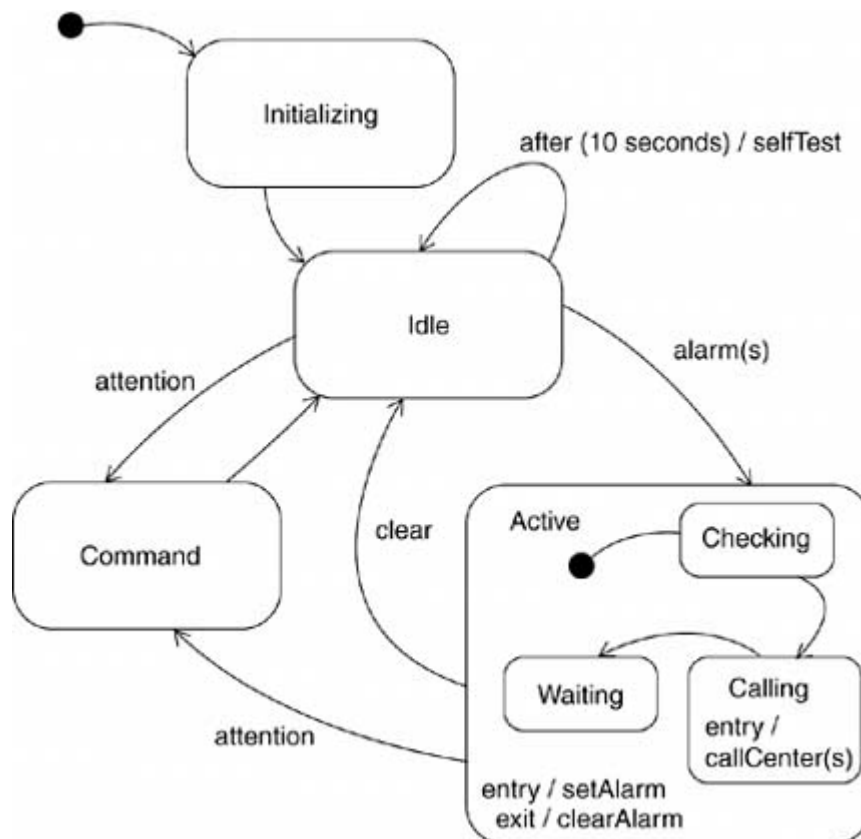 Initializing
after (10 seconds) / selfTest
Idle
attention
alarm(s)
Command
clear
Active
Checking
Waiting
Calling
entry /
callCenter(s)
attention
entry / setAlarm
exit / clearAlarm